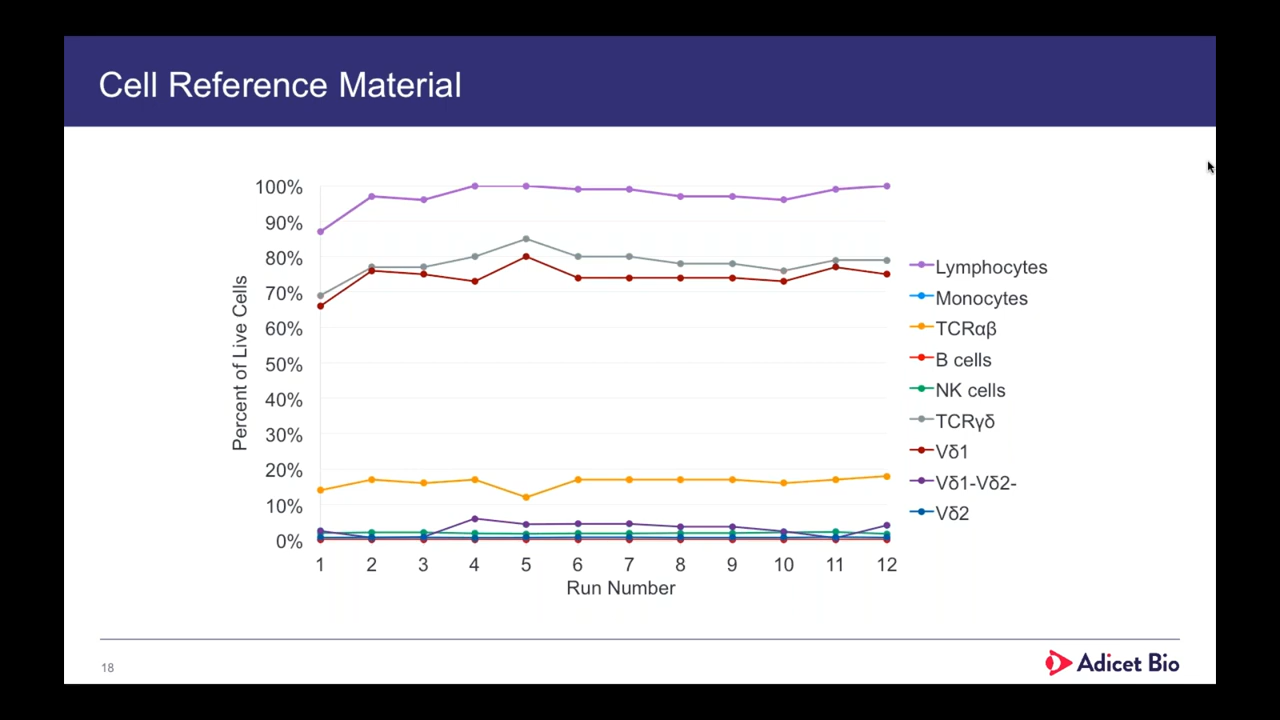 Cell Reference Material
100%
90%
80%
70%
60%
50%
40%
30%
20%
10%
0%
Percent of Live Cells
1 2 3 4 5 6 7 8 9 10 11 12
Run Number
Lymphocytes
Monocytes
TCRαβ
B cells
NK cells
TCRγδ
Vδ1
Vδ1-Vδ2-
Vδ2
18
Adicet Bio